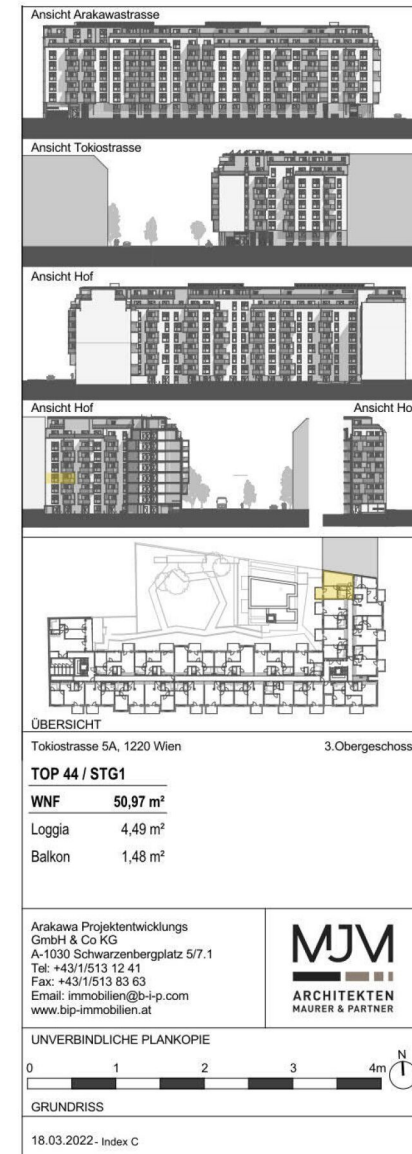 Ansicht Arakawastrasse
Ansicht Tokiostrasse
Ansicht Hof
Ansicht Hof
Ansicht Ho
ÜBERSICHT
Tokiostrasse 5A, 1220 Wien
3.Obergeschoss
TOP 44 / STG1
WNF 50,97 m²
Loggia 4,49 m²
Balkon 1,48 m²
Arakawa Projektentwicklungs
GmbH & Co KG
A-1030 Schwarzenbergplatz 5/7.1
Tel: +43/1/513 12 41
Fax: +43/1/513 83 63
Email: immobilien@b-i-p.com
www.bip-immobilien.at
MJM
ARCHITEKTEN
MAURER & PARTNER
UNVERBINDLICHE PLANKOPIE
0 1 2 3 4m
N
GRUNDRISS
18.03.2022- Index C